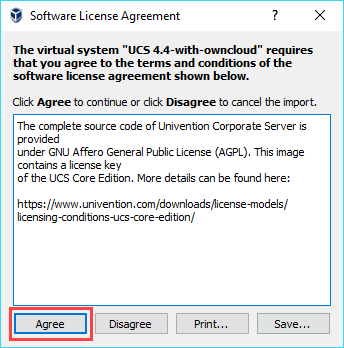 Software License Agreement
The virtual system "UCS 4.4-with-owncloud" requires
that you agree to the terms and conditions of the
software license agreement shown below.
Click Agree to continue or click Disagree to cancel the import.
The complete source code of Univention Corporate Server is
provided
under GNU Affero General Public License (AGPL). This image
contains a license key
of the UCS Core Edition. More details can be found here:
https://www.univention.com/downloads/license-models/
licensing-conditions-ucs-core-edition/
Agree
Disagree
Print...
Save...